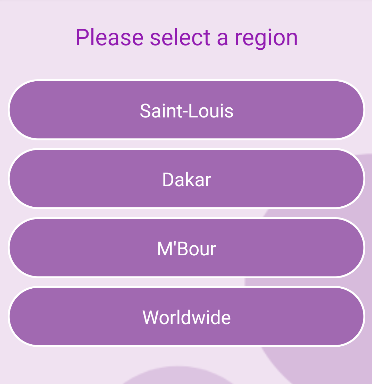 Please select a region
Saint-Louis
Dakar
M'Bour
Worldwide